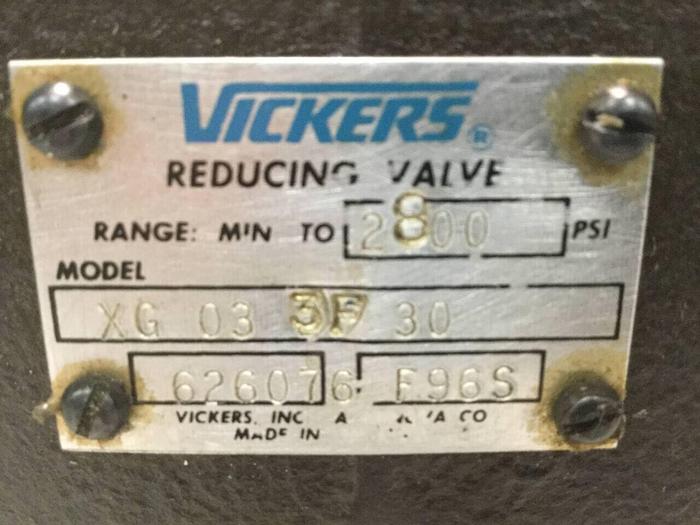 VICKERS®
REDUCING VALVE
RANGE: MIN TO 2800 PSI
MODEL
XG 03 3F 30
626076 F96S
VICKERS, INC A CO
MADE IN